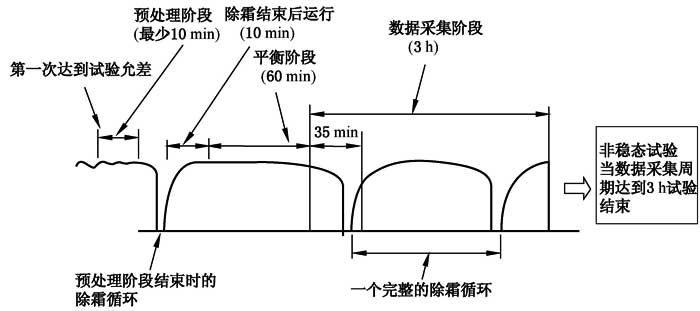 预处理阶段
(最少10 min)
除霜结束后运行
(10 min)
平衡阶段
(60 min)
数据采集阶段
(3 h)
第一次达到试验允差
35 min
非稳态试验
当数据采集周
期达到3 h试验
结束
预处理阶段结束时的
除霜循环
一个完整的除霜循环